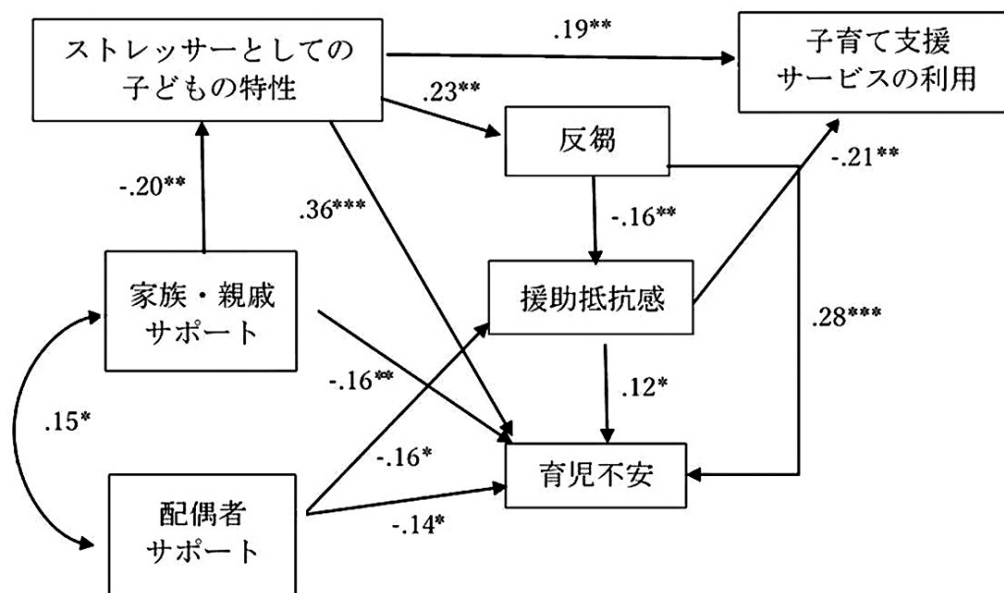 ストレッサーとしての
子どもの特性
.19**
子育て支援
サービスの利用
.23**
反芻
-.21**
-.20**
.36***
-.16**
家族・親戚
サポート
援助抵抗感
.28***
-.16**
.12*
.15*
-.16*
育児不安
配偶者
サポート
-.14*